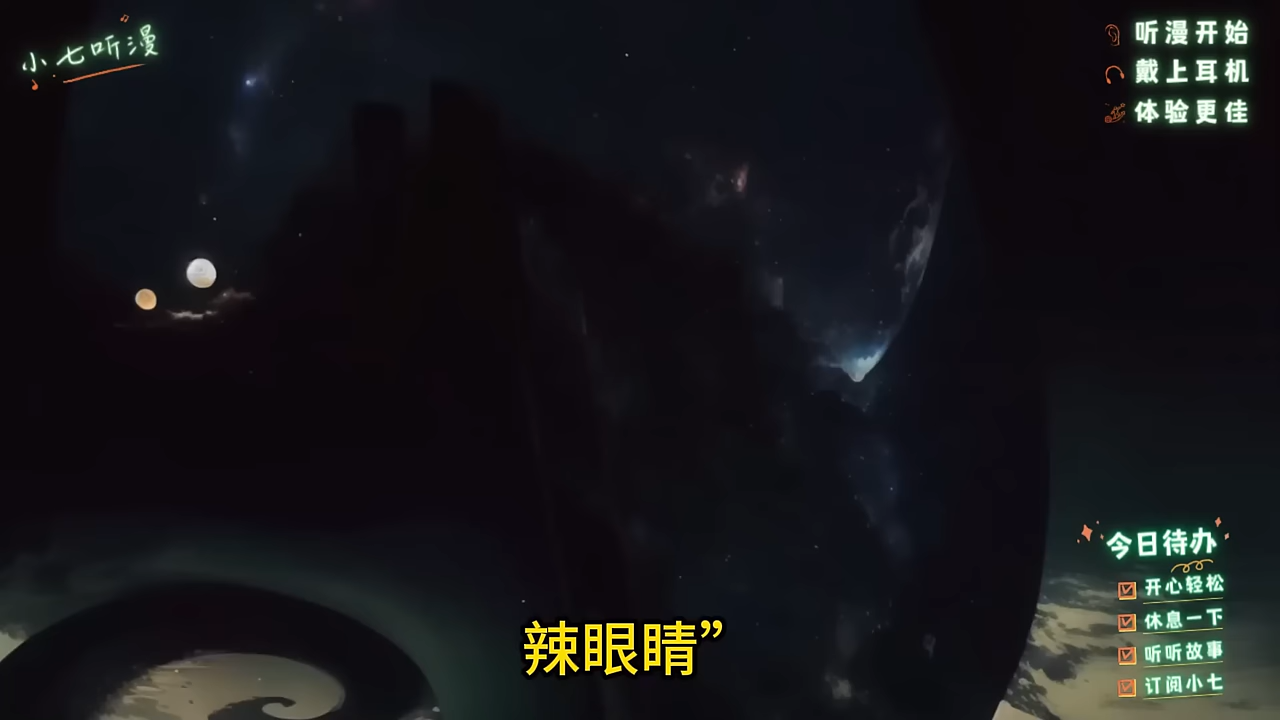 小七听漫
听漫开始
戴上耳机
体验更佳
今日待办
开心轻松
休息一下
听听故事
订阅小七
辣眼睛”